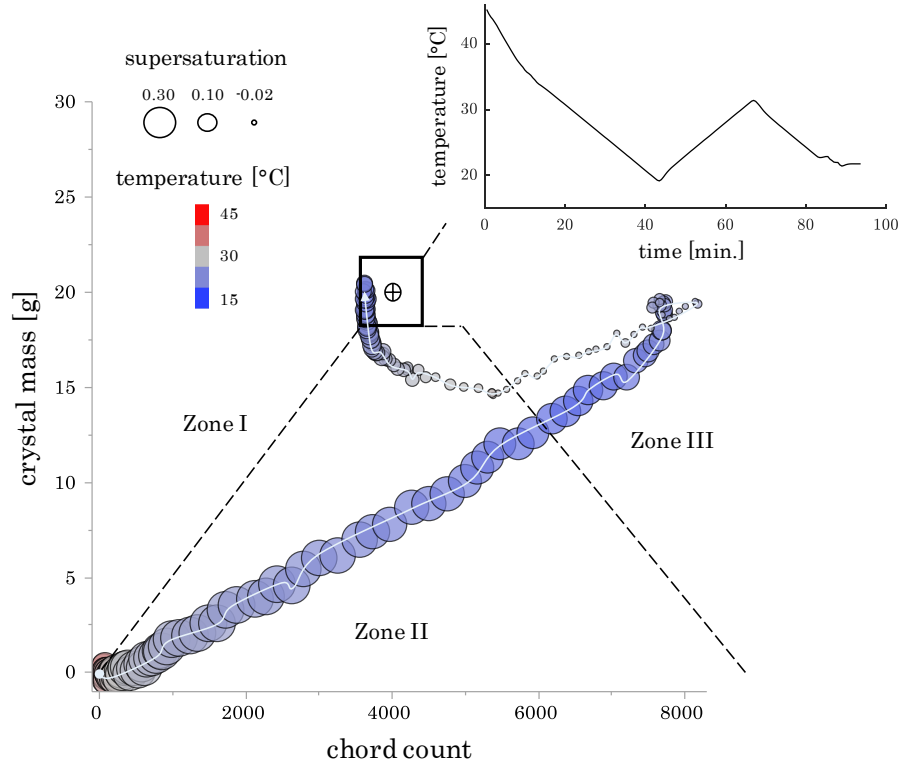 supersaturation
0.30 0.10 -0.02
temperature [°C]
45
30
15
crystal mass [g]
30
25
20
15
10
5
0
0 2000 4000 6000 8000
chord count
Zone I
Zone II
Zone III
temperature [°C]
40
30
20
0 20 40 60 80 100
time [min.]